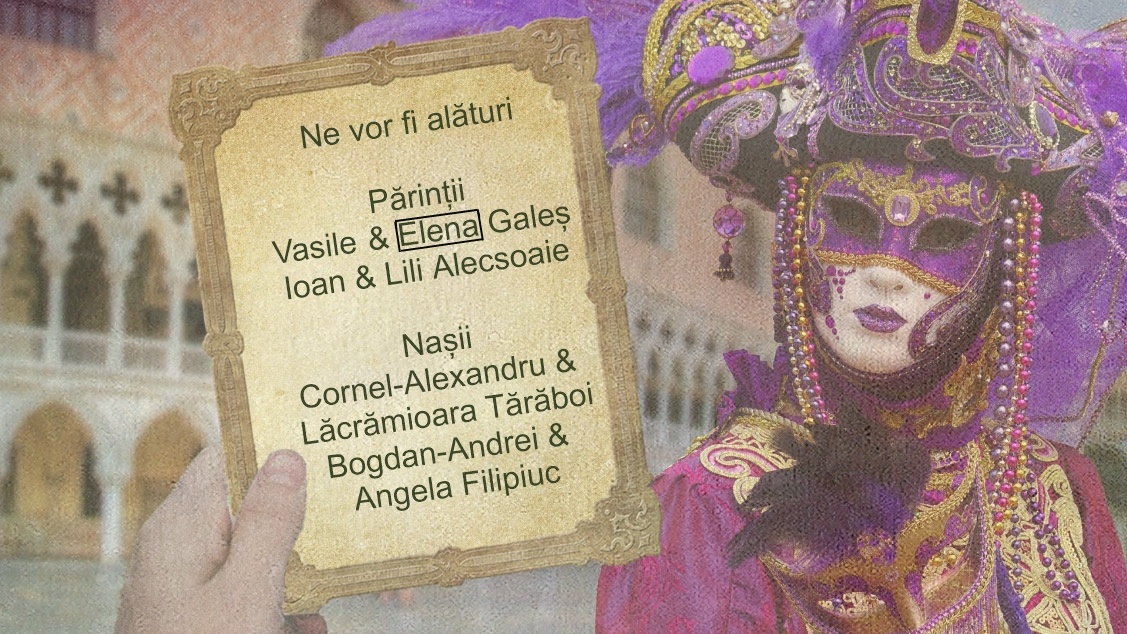 Ne vor fi alături
Părinții
Vasile & Elena Galeș
Ioan & Lili Alecsoaie
Nașii
Cornel-Alexandru &
Lăcrămioara Tărăboi
Bogdan-Andrei &
Angela Filipiuc